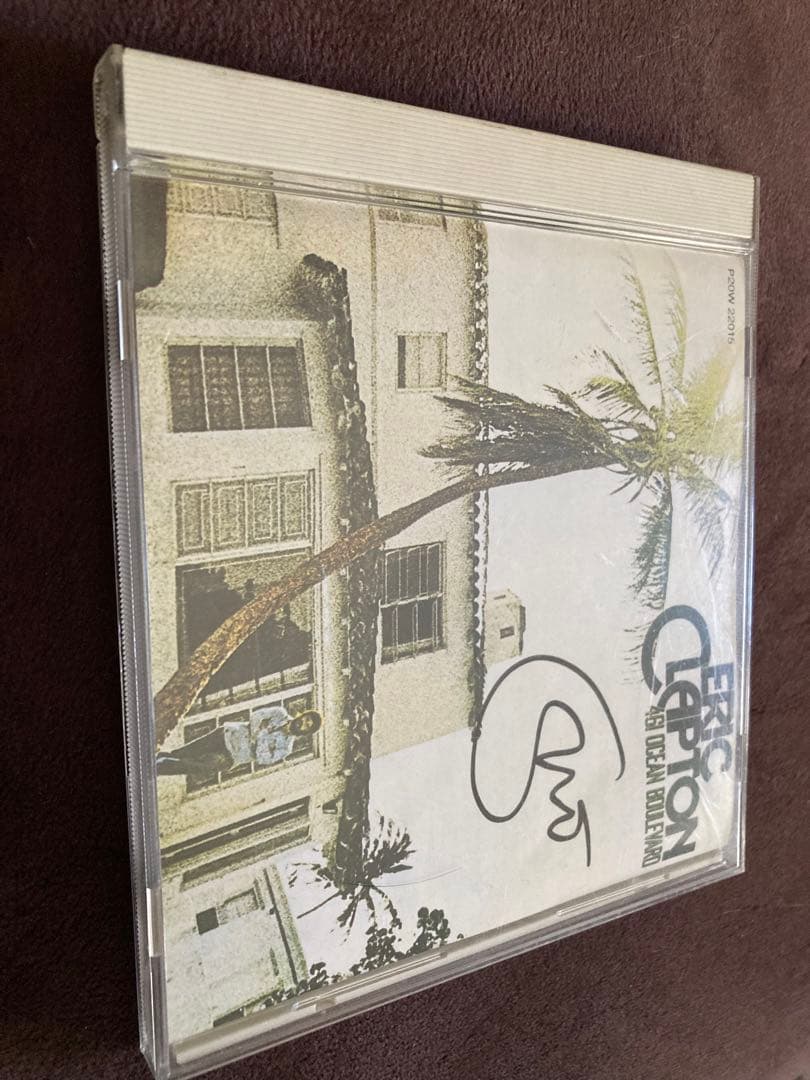 P20W 22015
ERIC
CLAPTON
461 OCEAN BOULEVARD